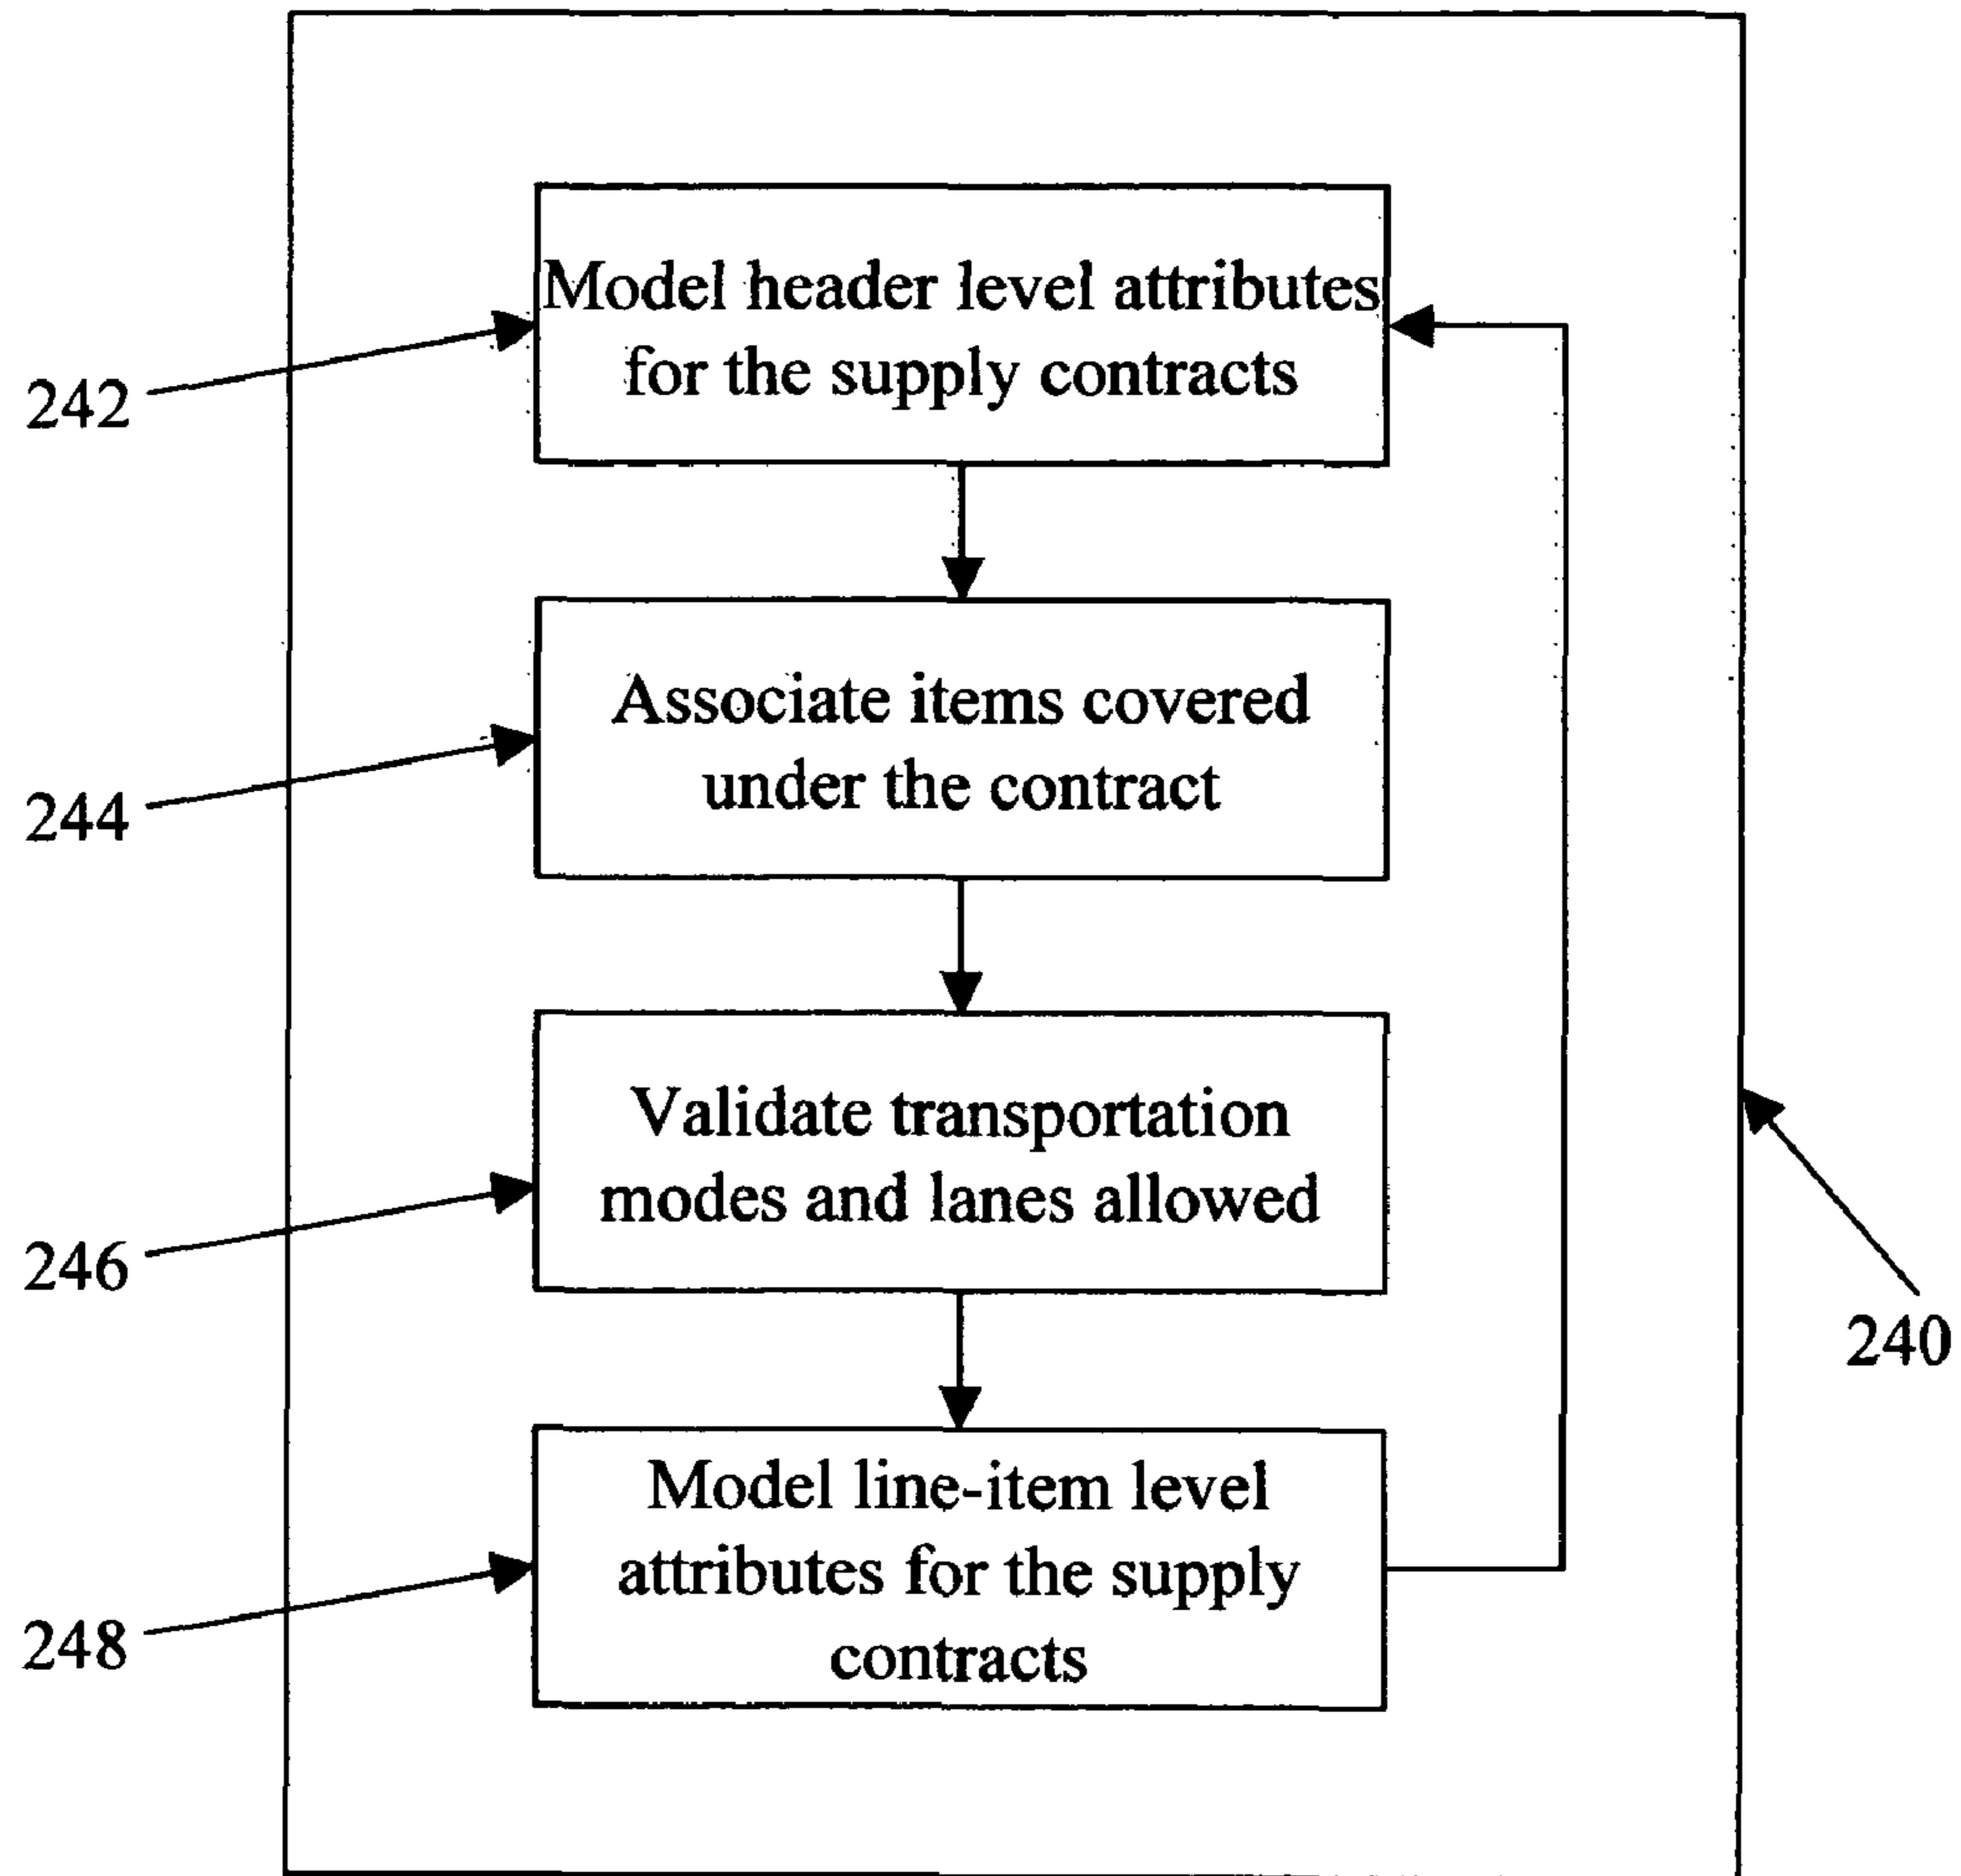 Model header level attributes
for the supply contracts
242
Associate items covered
under the contract
244
Validate transportation
modes and lanes allowed
246
240
Model line-item level
attributes for the supply
contracts
248